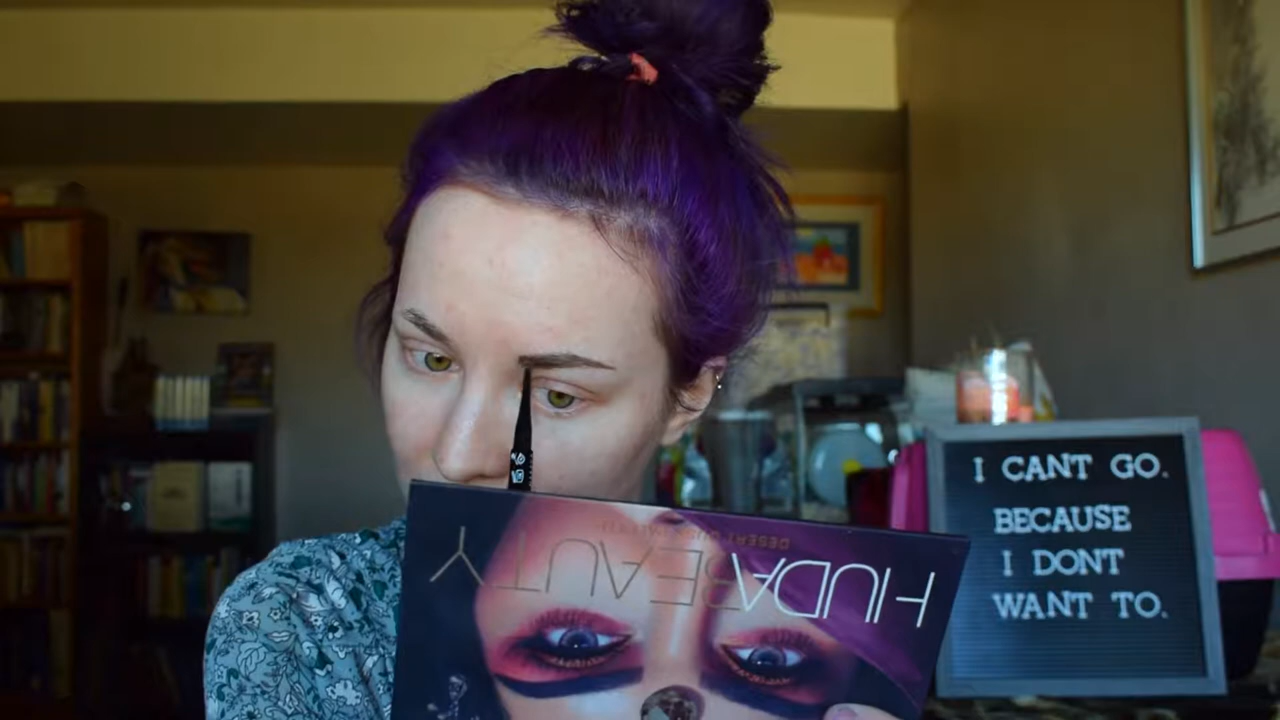 HUDABEAUTY
I CANT GO.
BECAUSE
I DONT
WANT TO.